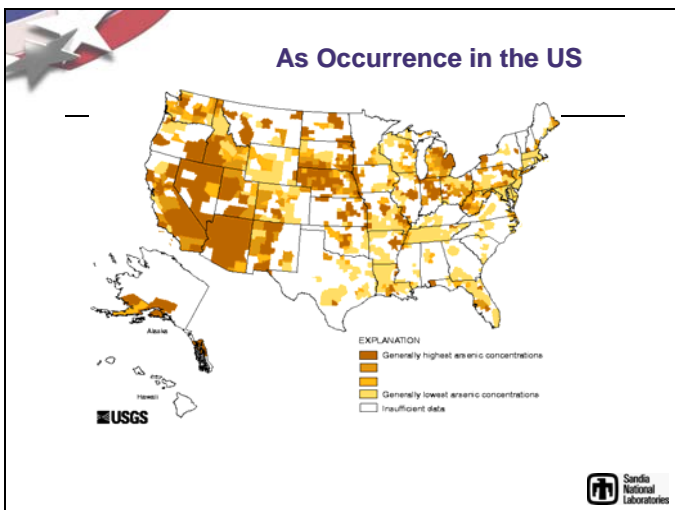 As Occurrence in the US
Alaska
Hawaii
EXPLANATION
Generally highest arsenic concentrations
Generally lowest arsenic concentrations
Insufficient data
USGS
Sandia
National
Laboratories